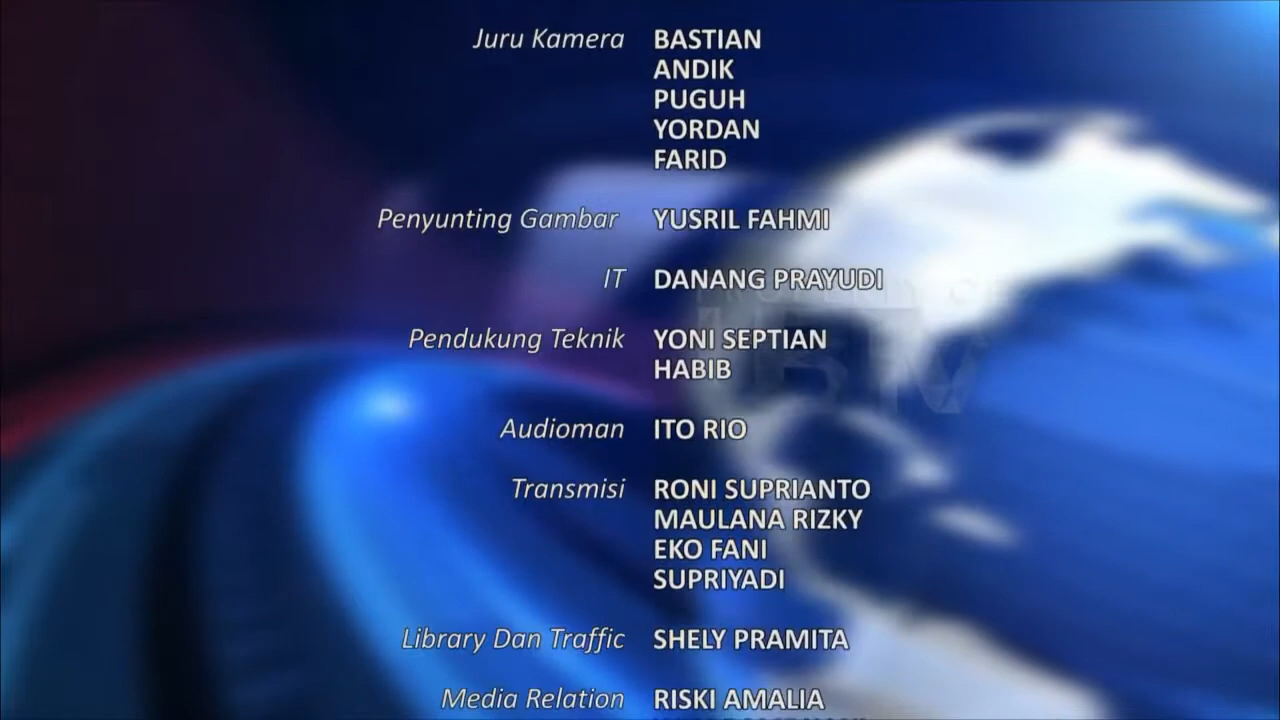 Juru Kamera BASTIAN
ANDIK
PUGUH
YORDAN
FARID
Penyunting Gambar YUSRIL FAHMI
IT DANANG PRAYUDI
Pendukung Teknik YONI SEPTIAN
HABIB
Audioman ITO RIO
Transmisi RONI SUPRIANTO
MAULANA RIZKY
EKO FANI
SUPRIYADI
Library Dan Traffic SHELY PRAMITA
Media Relation RISKI AMALIA